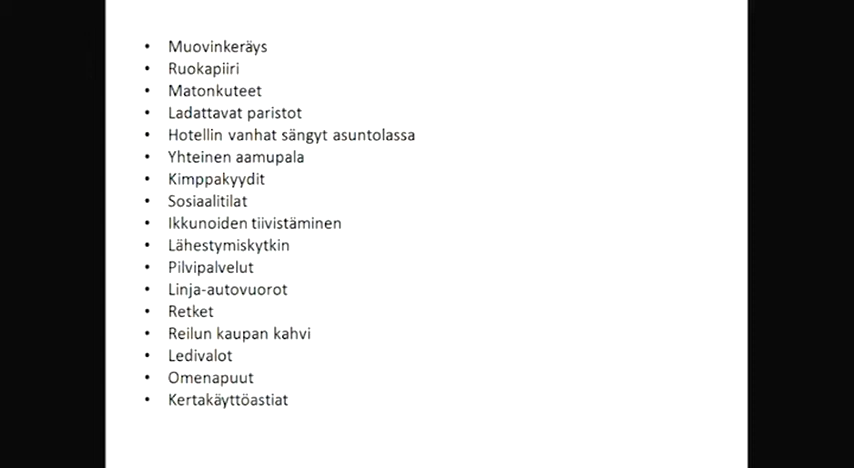 • Muovinkeräys
• Ruokapiiri
• Matonkuteet
• Ladattavat paristot
• Hotellin vanhat sängyt asuntolassa
• Yhteinen aamupala
• Kimppakyydit
• Sosiaalitilat
• Ikkunoiden tiivistäminen
• Lähestymiskytkin
• Pilvipalvelut
• Linja-autovuorot
• Retket
• Reilun kaupan kahvi
• Ledivalot
• Omenapuut
• Kertakäyttöastiat